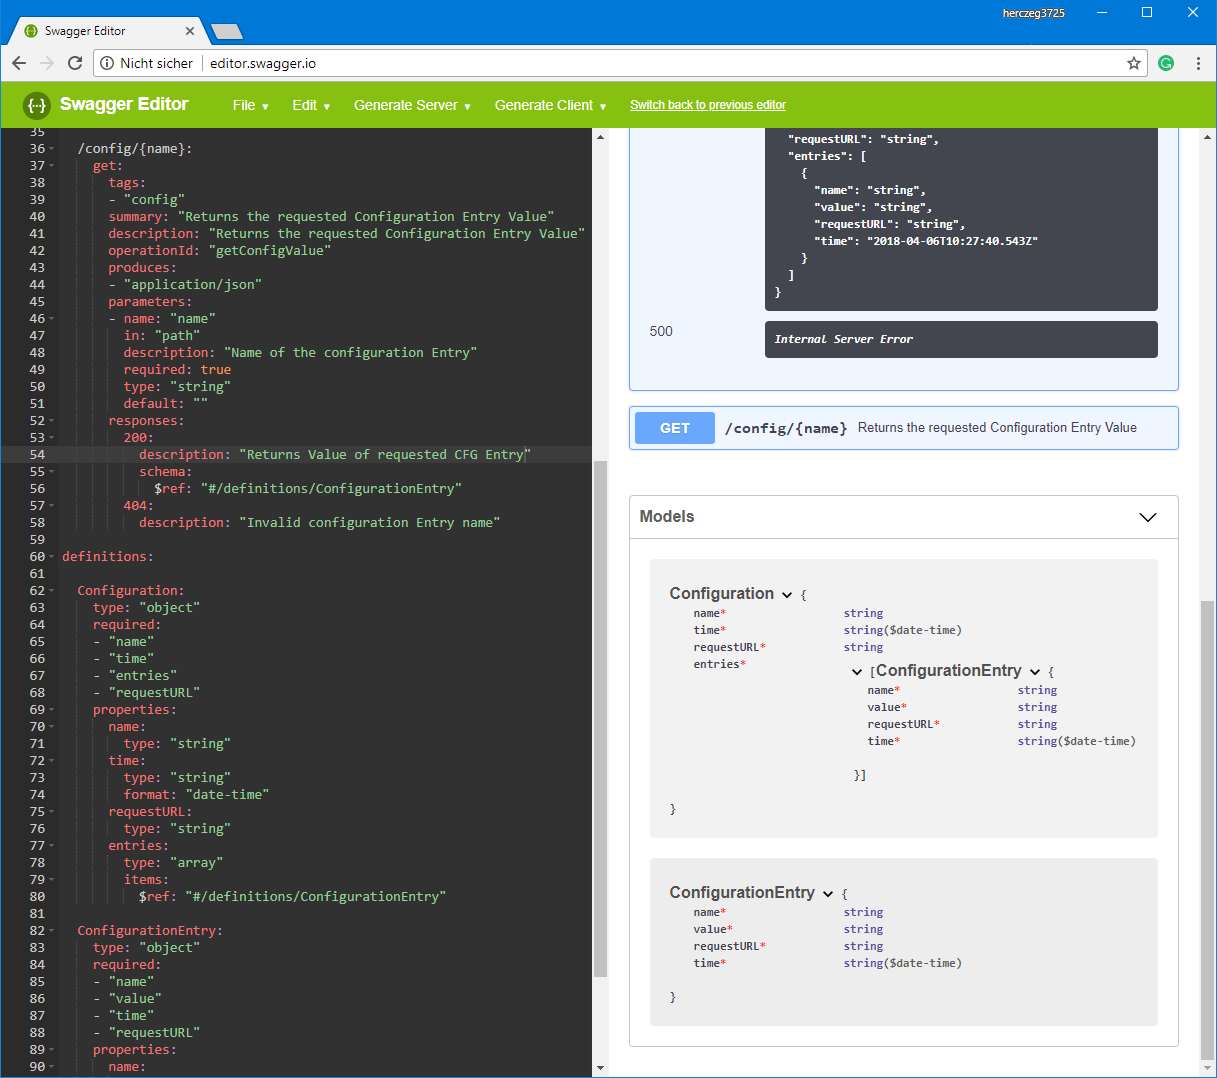 herczeg3725
Swagger Editor
Nicht sicher
editor.swagger.io
Swagger Editor
File
Edit
Generate Server
Generate Client
Switch back to previous editor
35
36 /config/{name}:
37 get:
38 tags:
39 - "config"
40 summary: "Returns the requested Configuration Entry Value"
41 description: "Returns the requested Configuration Entry Value"
42 operationId: "getConfigValue"
43 produces:
44 - "application/json"
45 parameters:
46 - name: "name"
47 in: "path"
48 description: "Name of the configuration Entry"
49 required: true
50 type: "string"
51 default: ""
52 responses:
53 200:
54 description: "Returns Value of requested CFG Entry"
55 schema:
56 $ref: "#/definitions/ConfigurationEntry"
57 404:
58 description: "Invalid configuration Entry name"
59
60 definitions:
61
62 Configuration:
63 type: "object"
64 required:
65 - "name"
66 - "time"
67 - "entries"
68 - "requestURL"
69 properties:
70 name:
71 type: "string"
72 time:
73 type: "string"
74 format: "date-time"
75 requestURL:
76 type: "string"
77 entries:
78 type: "array"
79 items:
80 $ref: "#/definitions/ConfigurationEntry"
81
82 ConfigurationEntry:
83 type: "object"
84 required:
85 - "name"
86 - "value"
87 - "time"
88 - "requestURL"
89 properties:
90 name:
"requestURL": "string",
"entries": [
{
"name": "string",
"value": "string",
"requestURL": "string",
"time": "2018-04-06T10:27:40.543Z"
}
]
}
500
Internal Server Error
GET /config/{name} Returns the requested Configuration Entry Value
Models
Configuration {
name* string
time* string($date-time)
requestURL* string
entries*
[ConfigurationEntry {
name* string
value* string
requestURL* string
time* string($date-time)
}]
}
ConfigurationEntry {
name* string
value* string
requestURL* string
time* string($date-time)
}